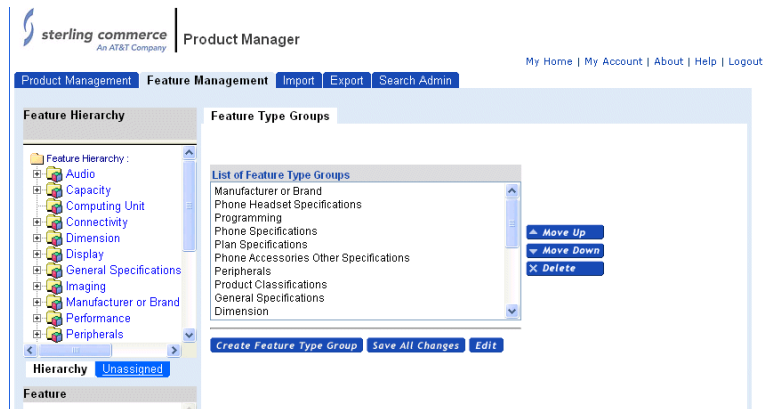 sterling commerce
An AT&T Company
Product Manager
My Home | My Account | About | Help | Logout
Product Management
Feature Management
Import
Export
Search Admin
Feature Hierarchy
Feature Hierarchy :
Audio
Capacity
Computing Unit
Connectivity
Dimension
Display
General Specifications
Imaging
Manufacturer or Brand
Performance
Peripherals
Hierarchy
Unassigned
Feature
Feature Type Groups
List of Feature Type Groups
Manufacturer or Brand
Phone Headset Specifications
Programming
Phone Specifications
Plan Specifications
Phone Accessories Other Specifications
Peripherals
Product Classifications
General Specifications
Dimension
Move Up
Move Down
X Delete
Create Feature Type Group
Save All Changes
Edit